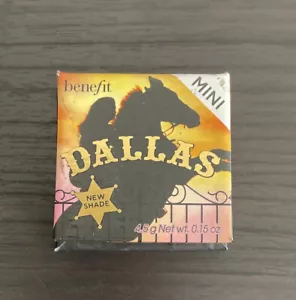 benefit
MINI
DALLAS
NEW
SHADE
4.5g Net wt. 0.15 oz